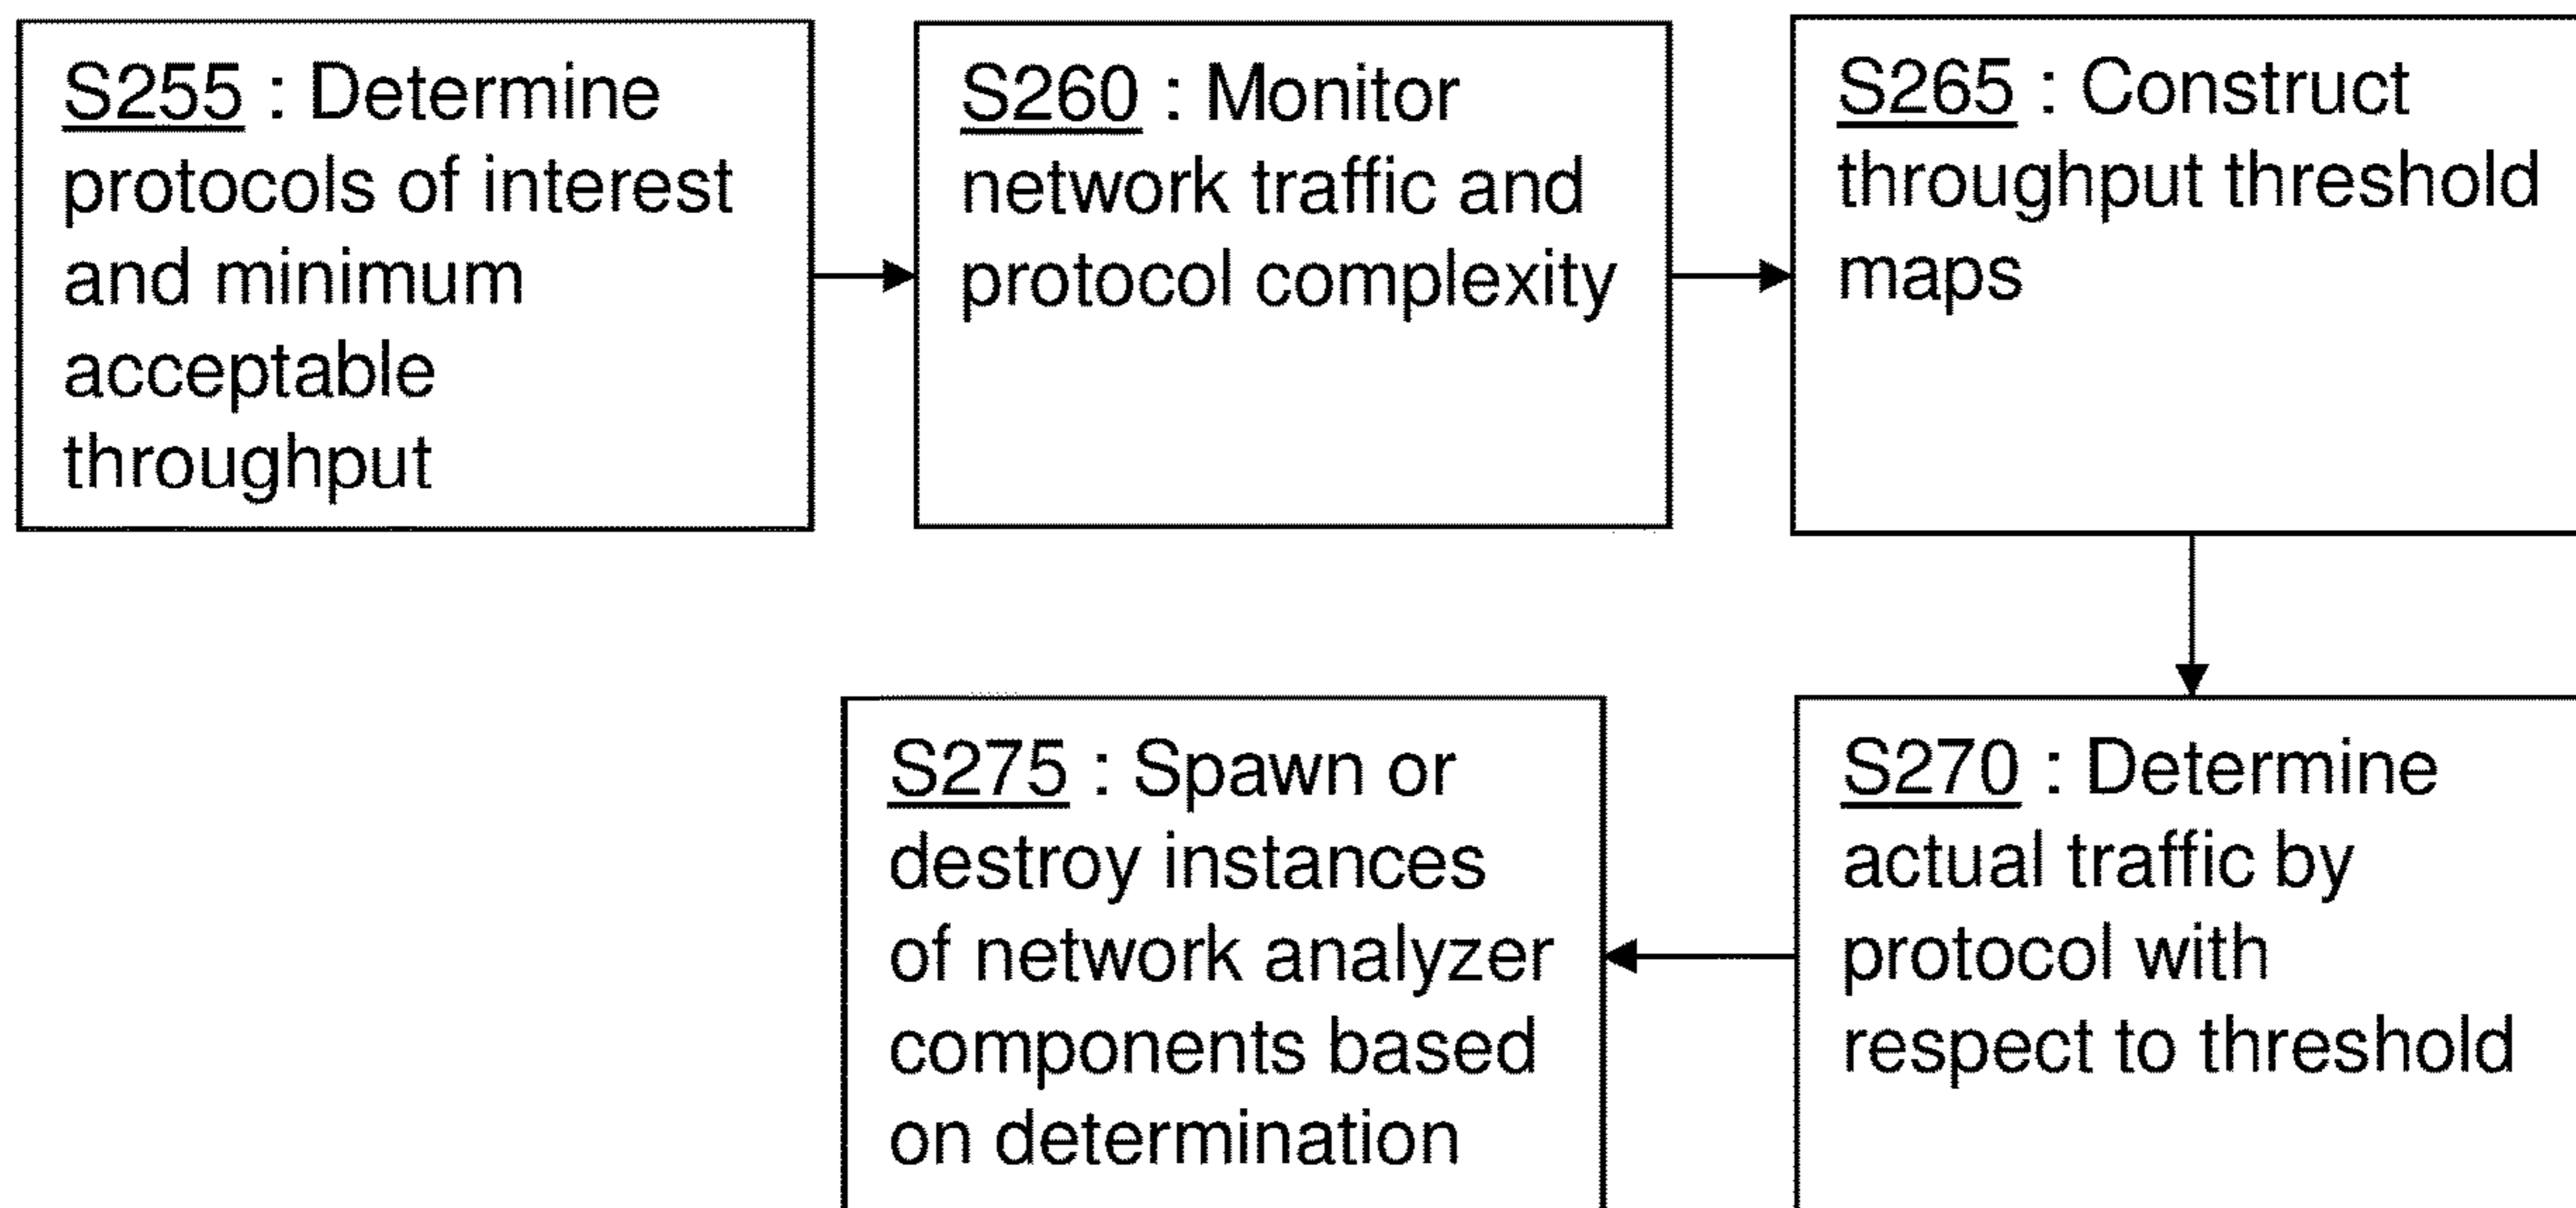 S255 : Determine
protocols of interest
and minimum
acceptable
throughput
S260 : Monitor
network traffic and
protocol complexity
S265 : Construct
throughput threshold
maps
S270 : Determine
actual traffic by
protocol with
respect to threshold
S275 : Spawn or
destroy instances
of network analyzer
components based
on determination